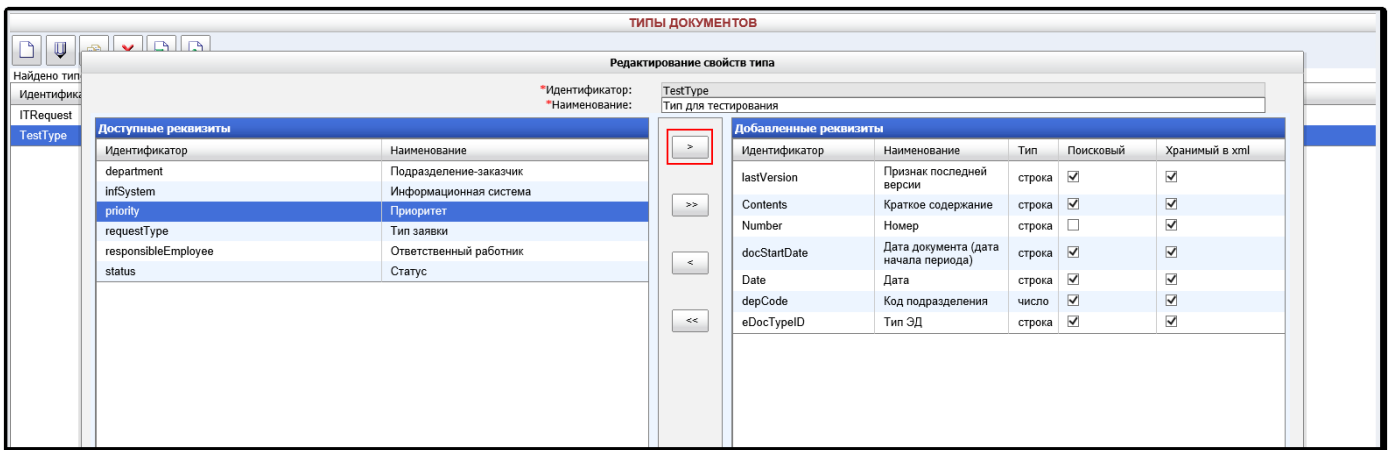 ТИПЫ ДОКУМЕНТОВ
Редактирование свойств типа
Найдено тип
*Идентификатор: TestType
*Наименование: Тип для тестирования
Идентифика
ITRequest
TestType
Доступные реквизиты
Идентификатор Наименование
department Подразделение-заказчик
infSystem Информационная система
priority Приоритет
requestType Тип заявки
responsibleEmployee Ответственный работник
status Статус
>
>>
<
<<
Добавленные реквизиты
Идентификатор Наименование Тип Поисковый Хранимый в xml
lastVersion Признак последней версии строка
Contents Краткое содержание строка
Number Номер строка
docStartDate Дата документа (дата начала периода) строка
Date Дата строка
depCode Код подразделения число
eDocTypeID Тип ЭД строка